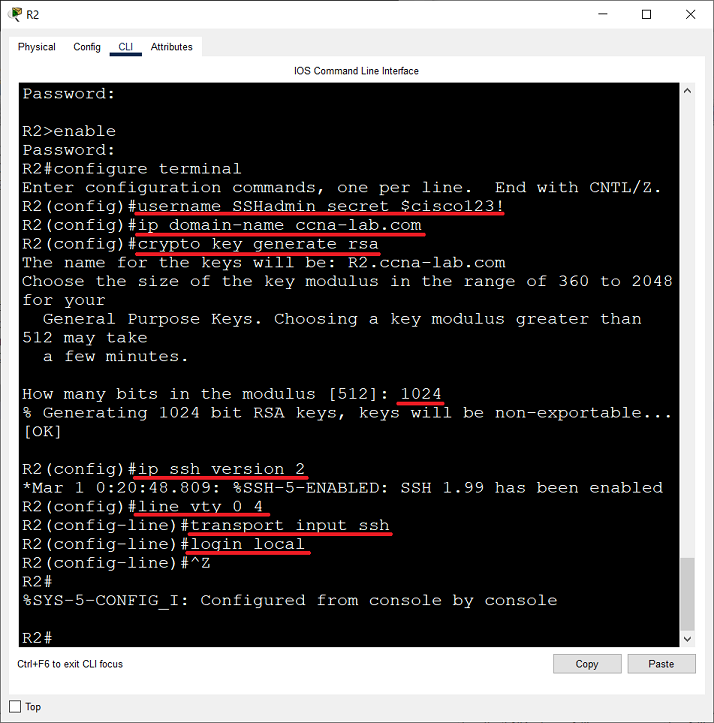 R2
Physical Config CLI Attributes
IOS Command Line Interface
Password:
R2>enable
Password:
R2#configure terminal
Enter configuration commands, one per line.  End with CNTL/Z.
R2(config)#username SSHadmin secret $cisco123!
R2(config)#ip domain-name ccna-lab.com
R2(config)#crypto key generate rsa
The name for the keys will be: R2.ccna-lab.com
Choose the size of the key modulus in the range of 360 to 2048
for your
  General Purpose Keys. Choosing a key modulus greater than
512 may take
  a few minutes.
How many bits in the modulus [512]: 1024
% Generating 1024 bit RSA keys, keys will be non-exportable...
[OK]
R2(config)#ip ssh version 2
*Mar 1 0:20:48.809: %SSH-5-ENABLED: SSH 1.99 has been enabled
R2(config)#line vty 0 4
R2(config-line)#transport input ssh
R2(config-line)#login local
R2(config-line)#^Z
R2#
%SYS-5-CONFIG_I: Configured from console by console
R2#
Ctrl+F6 to exit CLI focus
Copy Paste
Top